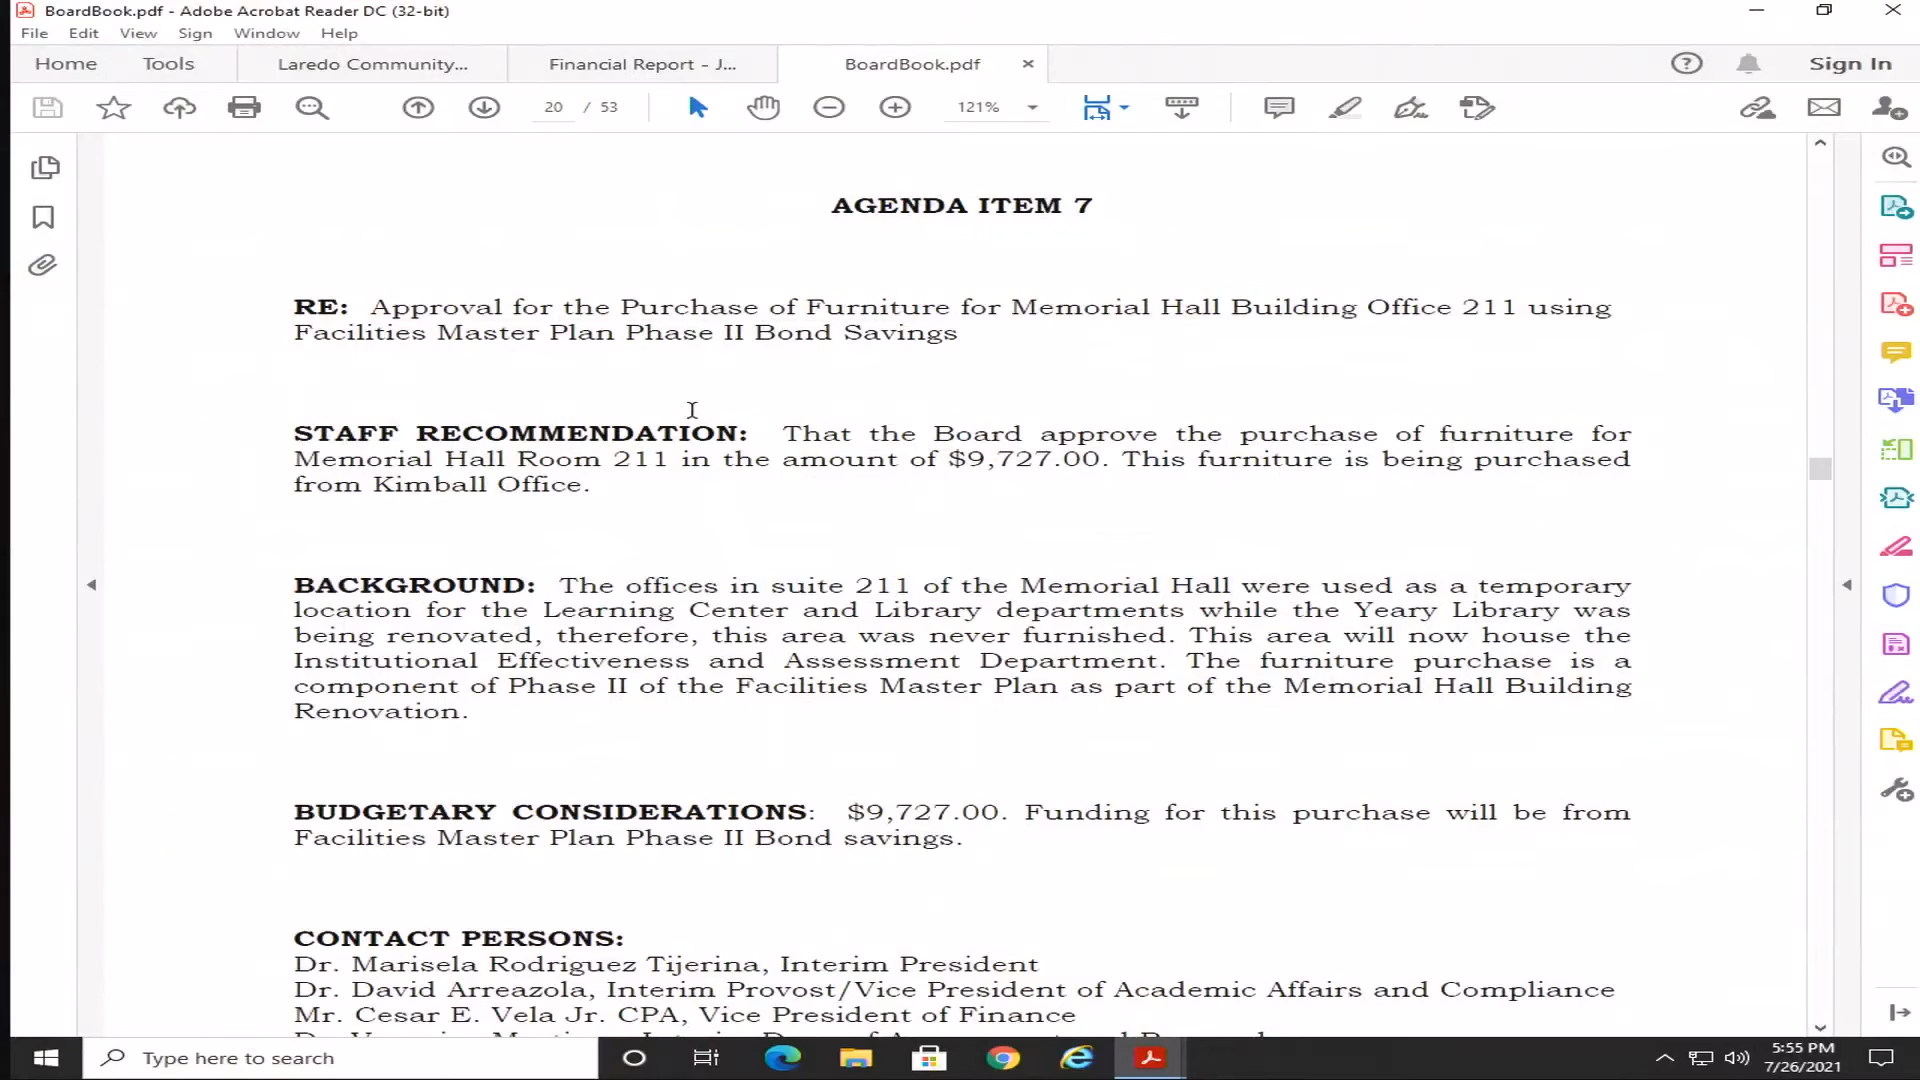 BoardBook.pdf - Adobe Acrobat Reader DC (32-bit)
File Edit View Sign Window Help
Home Tools Laredo Community... Financial Report - J... BoardBook.pdf × Sign In
20 / 53 121%
AGENDA ITEM 7
RE: Approval for the Purchase of Furniture for Memorial Hall Building Office 211 using
Facilities Master Plan Phase II Bond Savings
STAFF RECOMMENDATION: That the Board approve the purchase of furniture for
Memorial Hall Room 211 in the amount of $9,727.00. This furniture is being purchased
from Kimball Office.
BACKGROUND: The offices in suite 211 of the Memorial Hall were used as a temporary
location for the Learning Center and Library departments while the Yeary Library was
being renovated, therefore, this area was never furnished. This area will now house the
Institutional Effectiveness and Assessment Department. The furniture purchase is a
component of Phase II of the Facilities Master Plan as part of the Memorial Hall Building
Renovation.
BUDGETARY CONSIDERATIONS: $9,727.00. Funding for this purchase will be from
Facilities Master Plan Phase II Bond savings.
CONTACT PERSONS:
Dr. Marisela Rodriguez Tijerina, Interim President
Dr. David Arreazola, Interim Provost/Vice President of Academic Affairs and Compliance
Mr. Cesar E. Vela Jr. CPA, Vice President of Finance
Type here to search
5:55 PM
7/26/2021